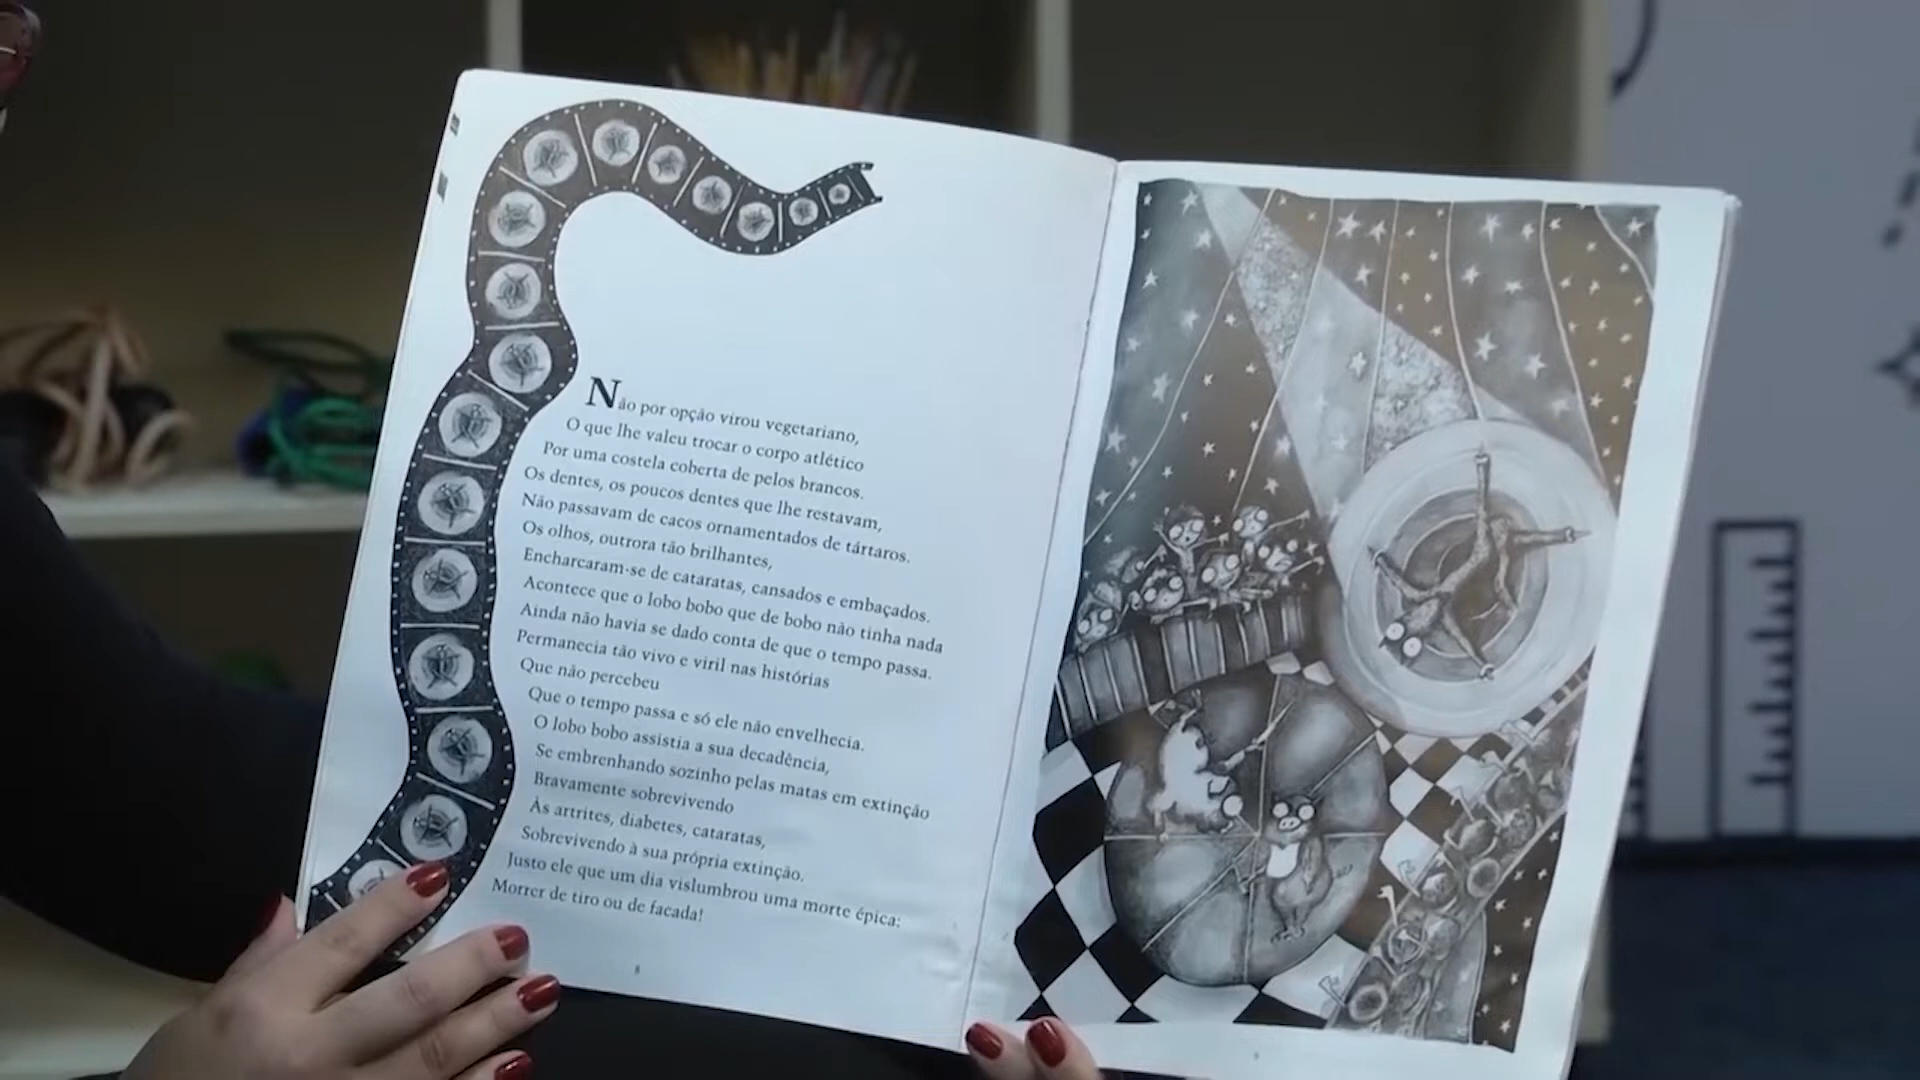 Não por opção virou vegetariano,
O que lhe valeu trocar o corpo atlético
Por uma costela coberta de pelos brancos.
Os dentes, os poucos dentes que lhe restavam,
Não passavam de cacos ornamentados de tártaros.
Os olhos, outrora tão brilhantes,
Encharcaram-se de cataratas, cansados e embaçados.
Acontece que o lobo bobo que de bobo não tinha nada
Ainda não havia se dado conta de que o tempo passa.
Permanecia tão vivo e viril nas histórias
Que não percebeu
Que o tempo passa e só ele não envelhecia.
O lobo bobo assistia a sua decadência,
Se embrenhando sozinho pelas matas em extinção
Bravamente sobrevivendo
Às artrites, diabetes, cataratas,
Sobrevivendo à sua própria extinção.
Justo ele que um dia vislumbrou uma morte épica:
Morrer de tiro ou de facada!
8
9